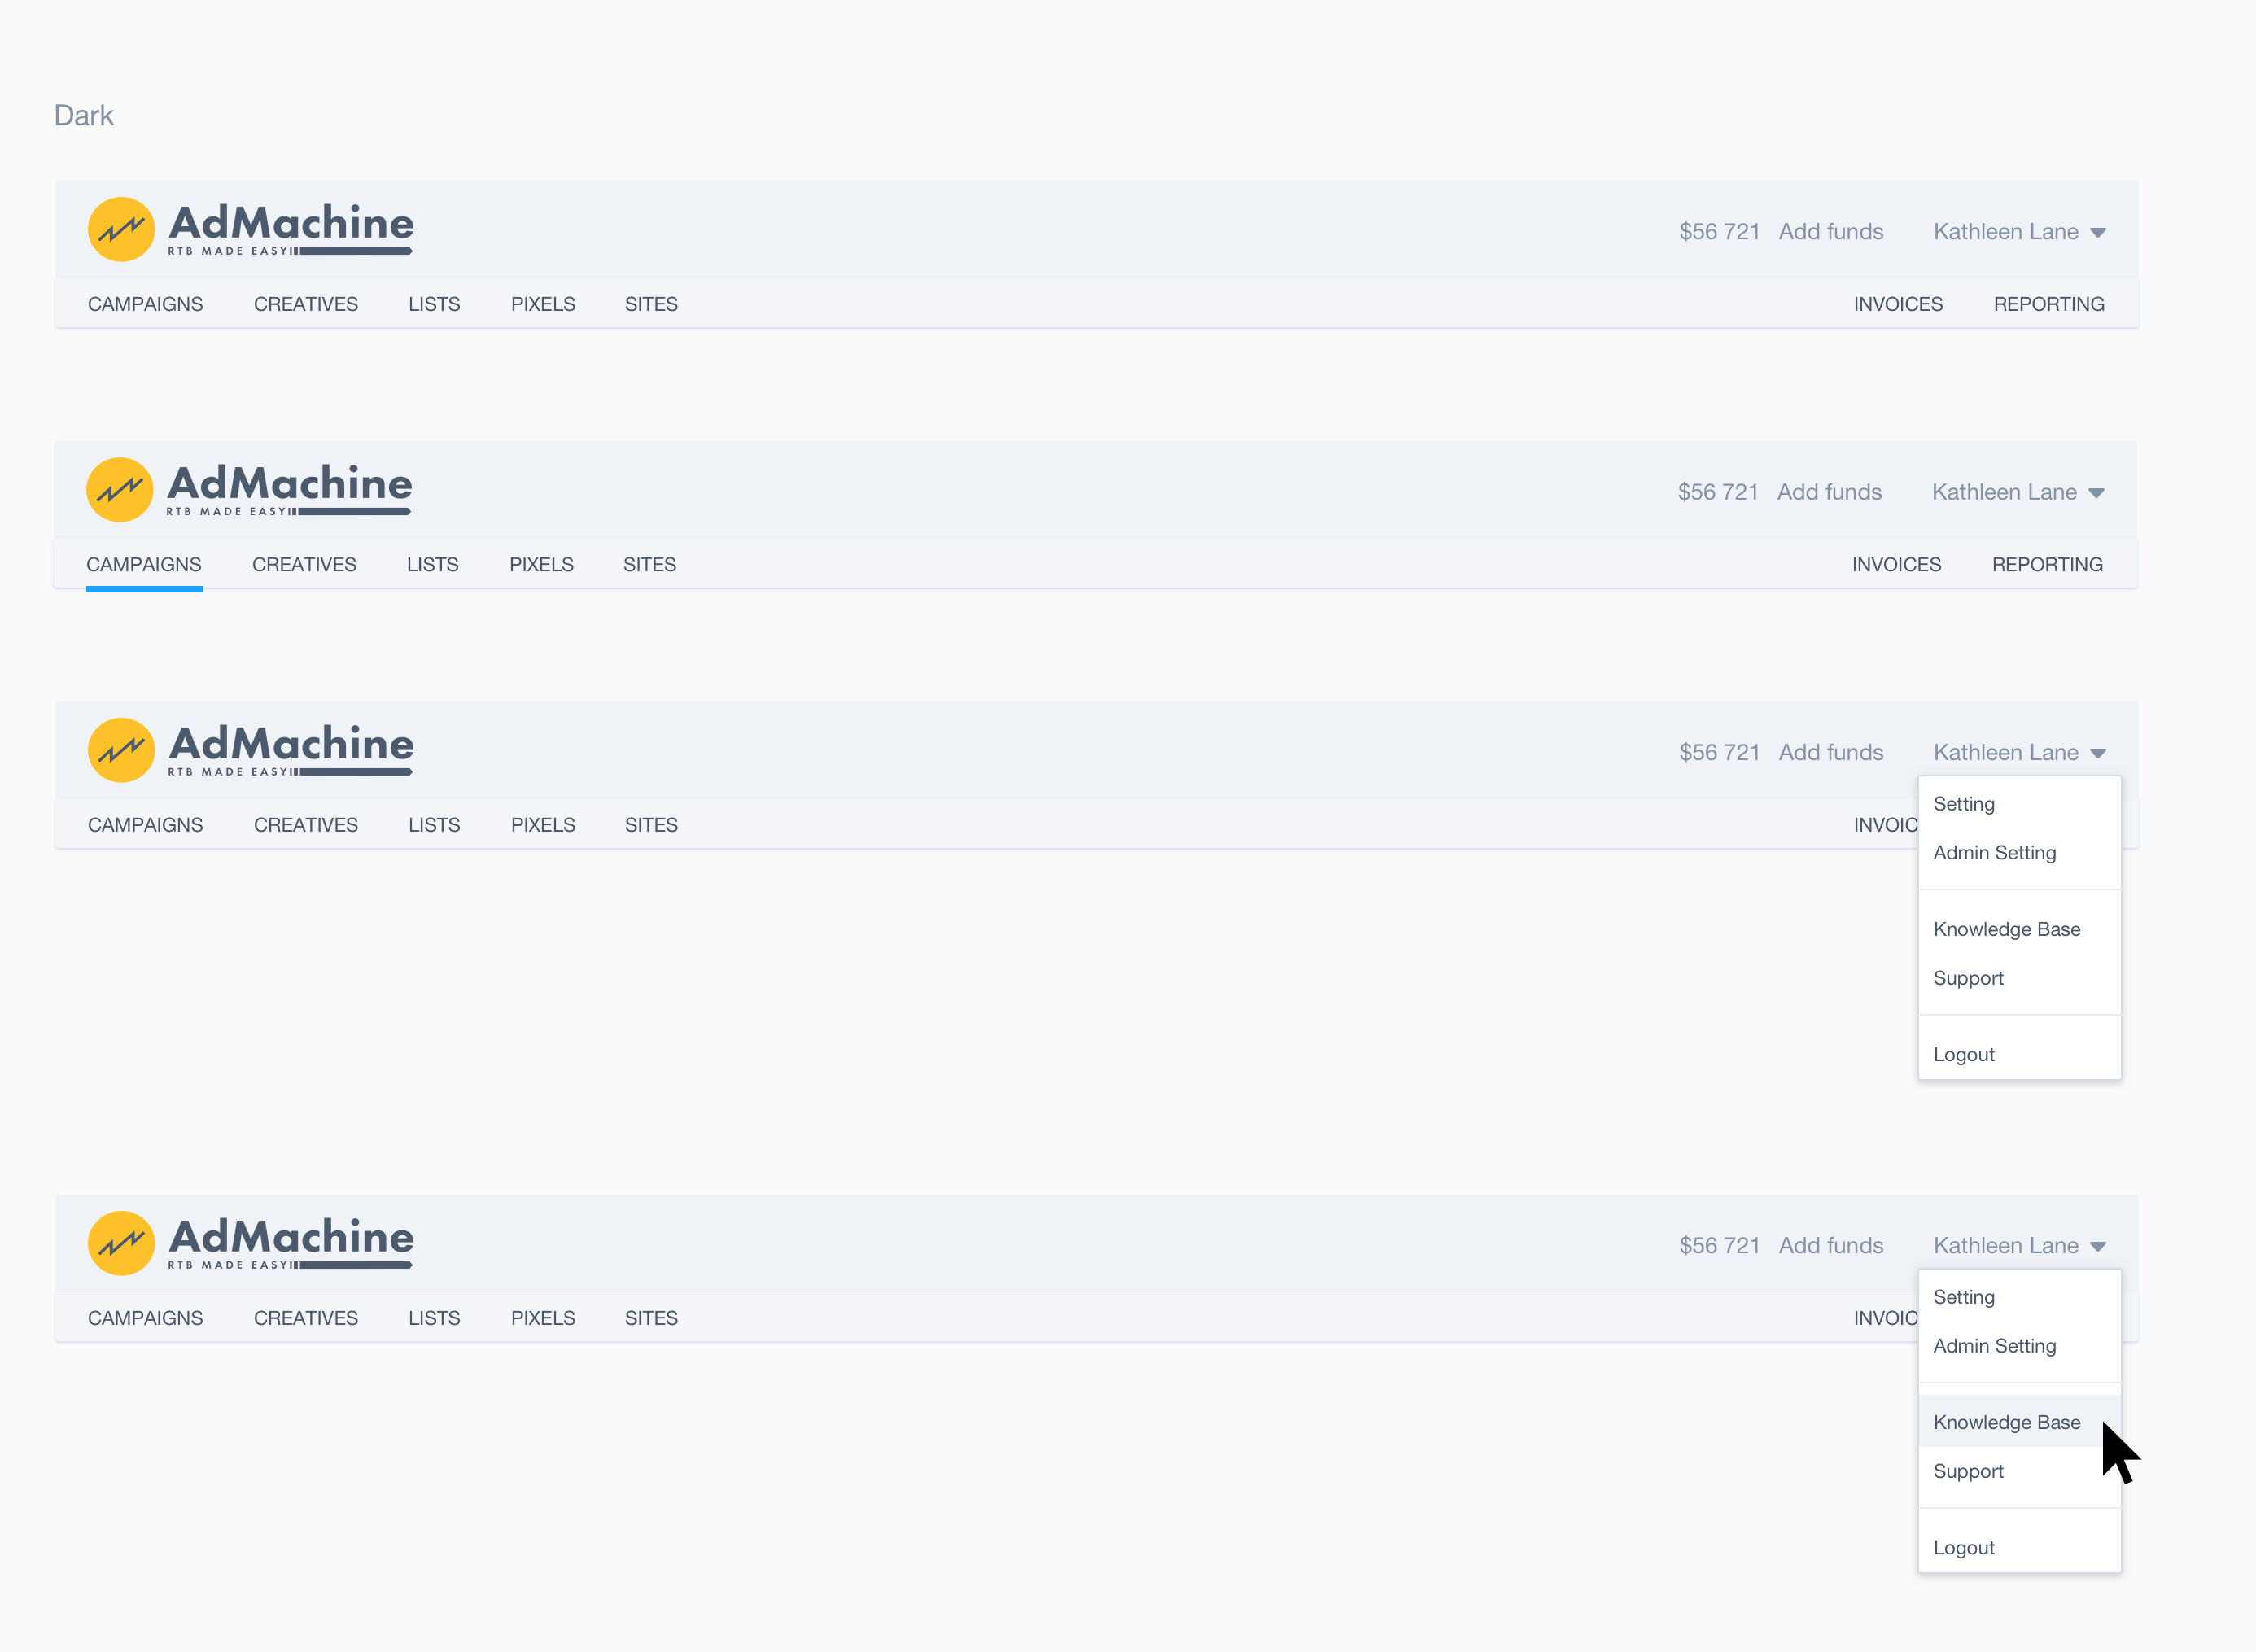 Dark
AdMachine
RTB MADE EASY
$56 721 Add funds Kathleen Lane
CAMPAIGNS CREATIVES LISTS PIXELS SITES INVOICES REPORTING
AdMachine
RTB MADE EASY
$56 721 Add funds Kathleen Lane
CAMPAIGNS CREATIVES LISTS PIXELS SITES INVOICES REPORTING
AdMachine
RTB MADE EASY
$56 721 Add funds Kathleen Lane
CAMPAIGNS CREATIVES LISTS PIXELS SITES INVOIC
Setting
Admin Setting
Knowledge Base
Support
Logout
AdMachine
RTB MADE EASY
$56 721 Add funds Kathleen Lane
CAMPAIGNS CREATIVES LISTS PIXELS SITES INVOIC
Setting
Admin Setting
Knowledge Base
Support
Logout